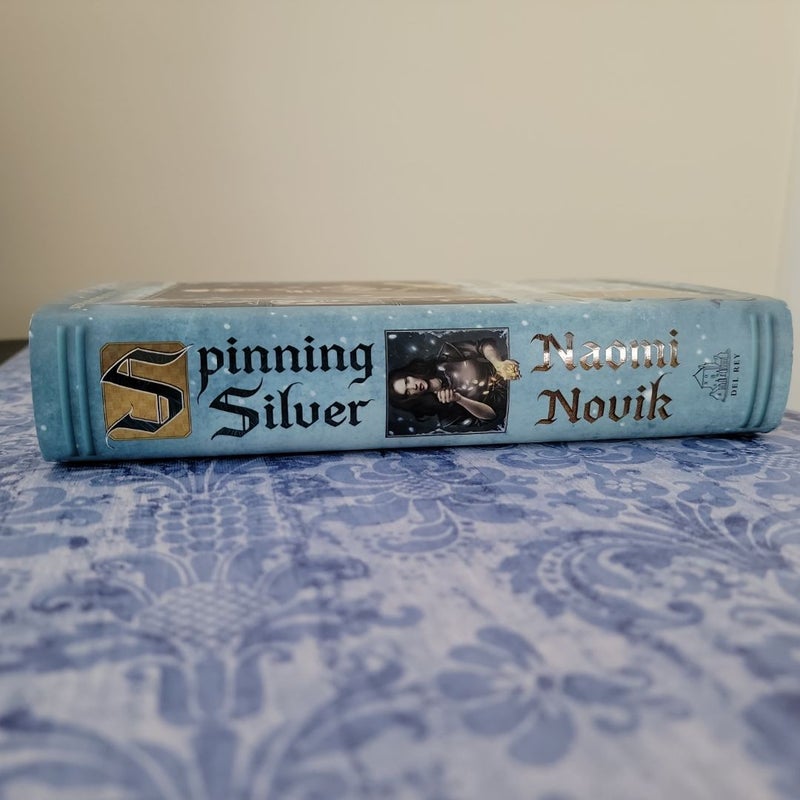 Spinning
Silver
Naomi
Novik
DEL REY